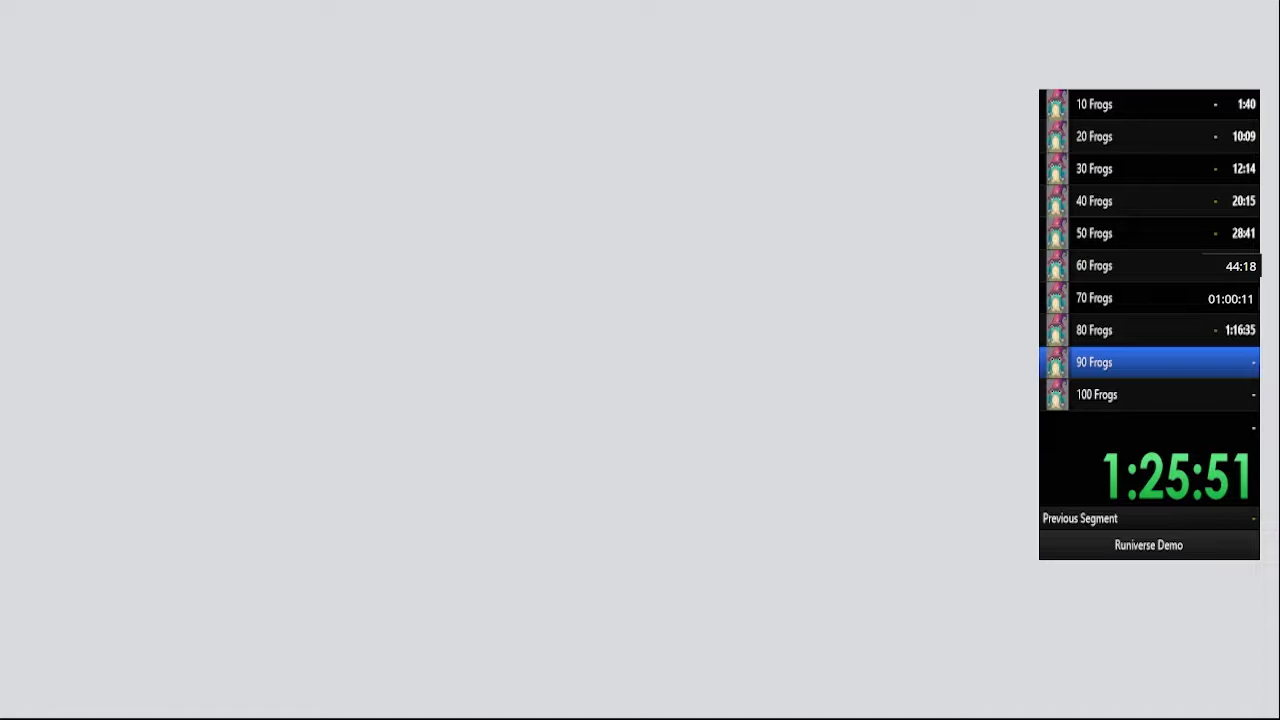 10 Frogs - 1:40
20 Frogs - 10:09
30 Frogs - 12:14
40 Frogs - 20:15
50 Frogs - 28:41
60 Frogs 44:18
70 Frogs 01:00:11
80 Frogs - 1:16:35
90 Frogs -
100 Frogs -
-
1:25:51
Previous Segment -
Runiverse Demo